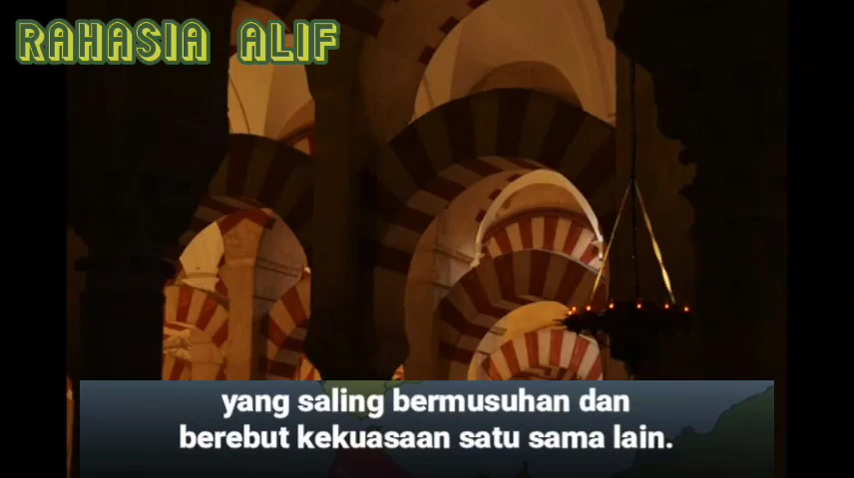 RAHASIA ALIF
yang saling bermusuhan dan
berebut kekuasaan satu sama lain.